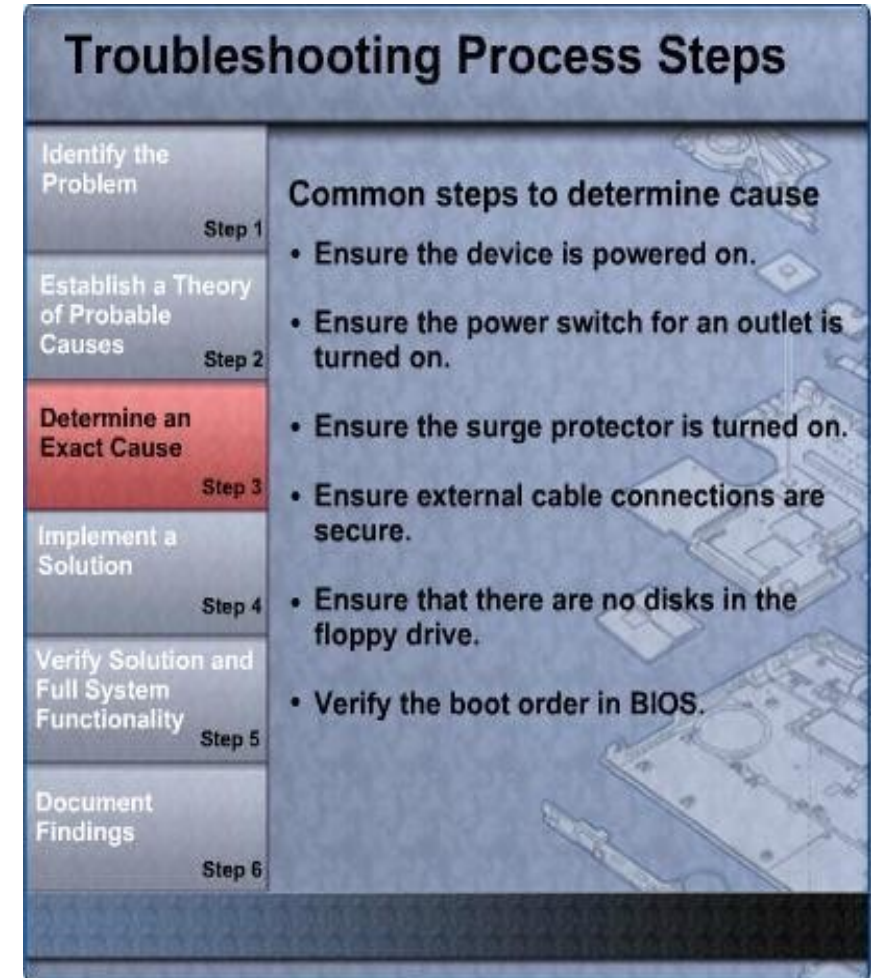 Troubleshooting Process Steps
Identify the
Problem
Step 1
Establish a Theory
of Probable
Causes
Step 2
Determine an
Exact Cause
Step 3
Implement a
Solution
Step 4
Verify Solution and
Full System
Functionality
Step 5
Document
Findings
Step 6
Common steps to determine cause
• Ensure the device is powered on.
• Ensure the power switch for an outlet is
turned on.
• Ensure the surge protector is turned on.
• Ensure external cable connections are
secure.
• Ensure that there are no disks in the
floppy drive.
• Verify the boot order in BIOS.